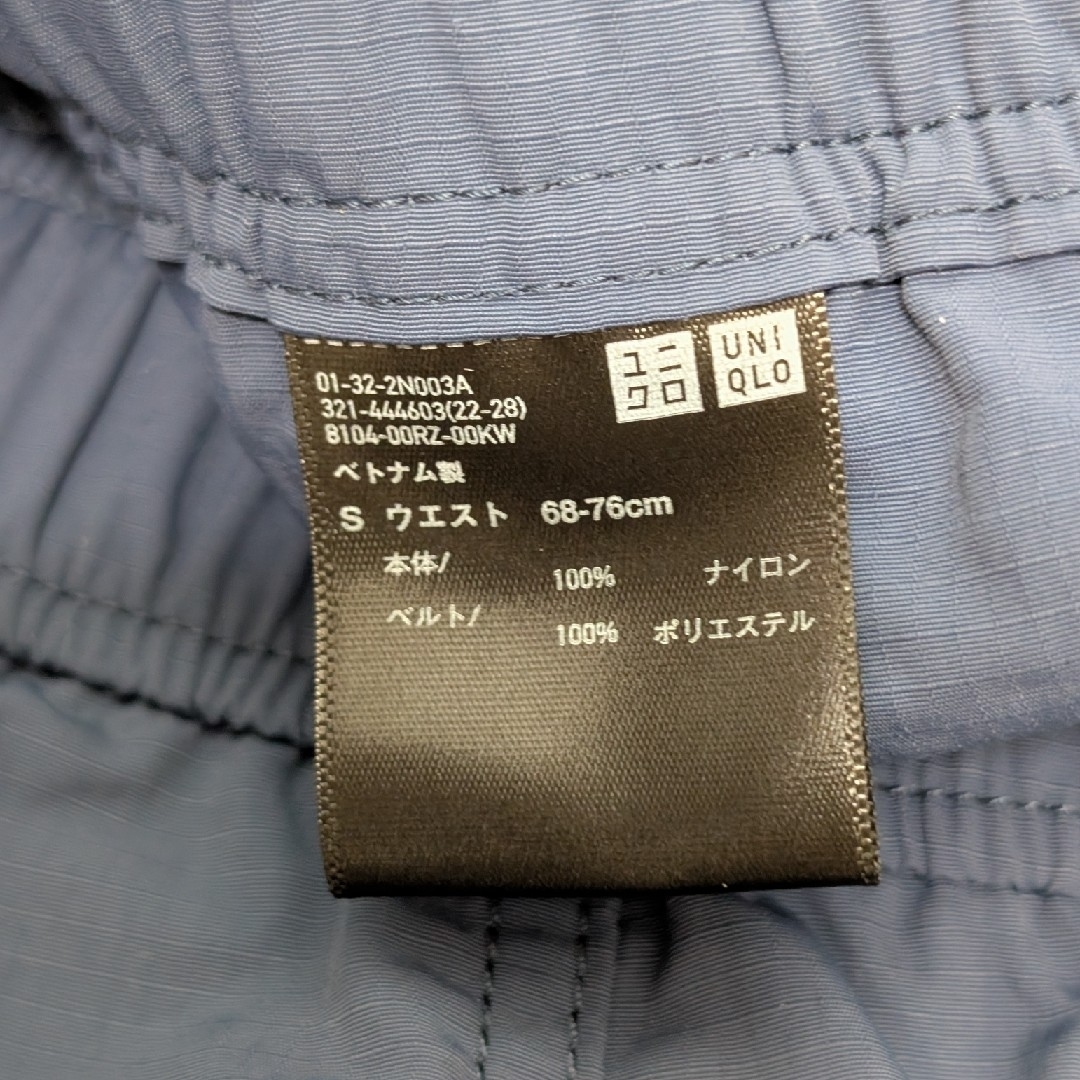 ユニ
クロ
UNI
QLO
01-32-2N003A
321-444603(22-28)
8104-00RZ-00KW
ベトナム製
S ウエスト 68-76cm
本体/ 100% ナイロン
ベルト/ 100% ポリエステル